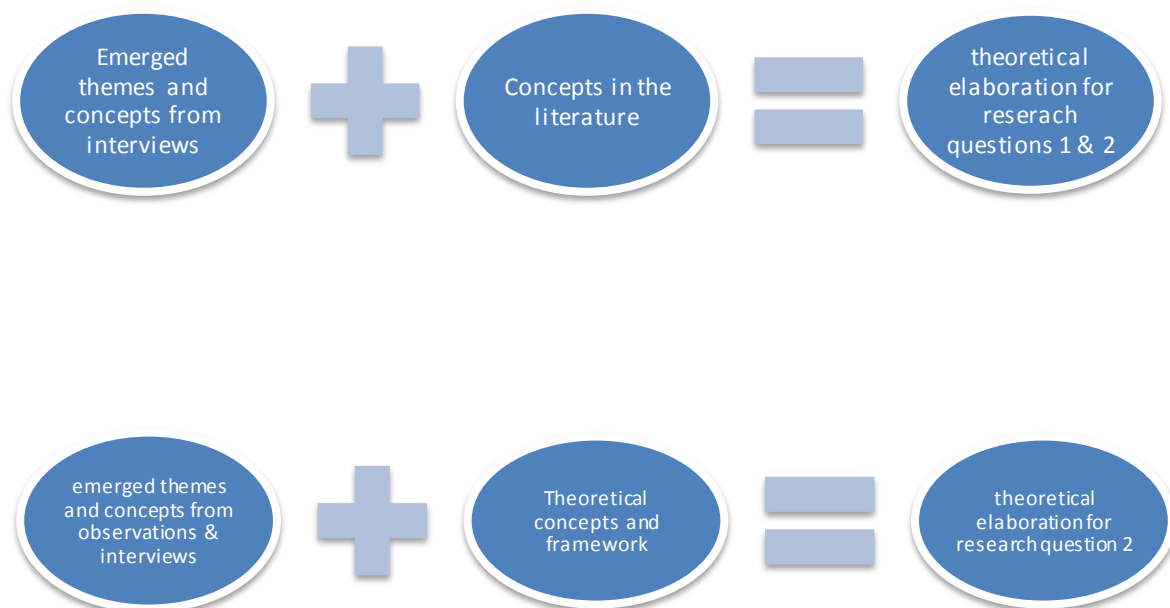 Emerged
themes and
concepts from
interviews
Concepts in the
literature
theoretical
elaboration for
reserach
questions 1 & 2
emerged themes
and concepts from
observations &
interviews
Theoretical
concepts and
framework
theoretical
elaboration for
research question 2